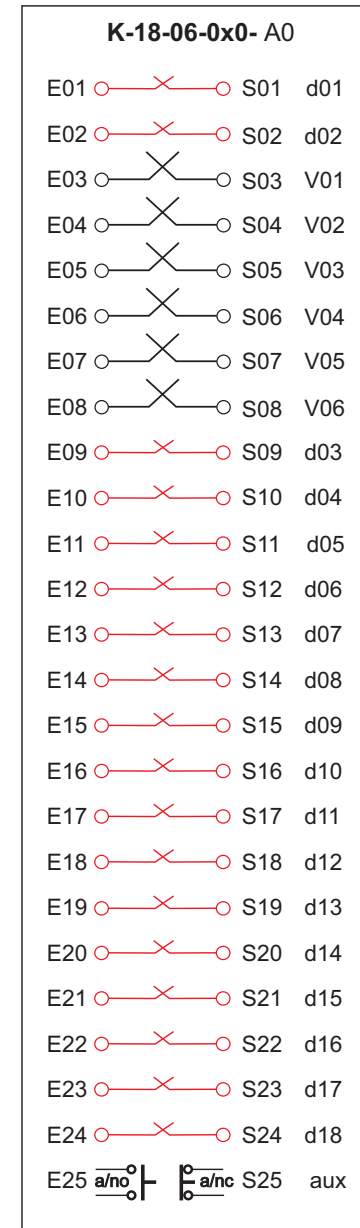 K-18-06-0x0- A0
E01 S01 d01
E02 S02 d02
E03 S03 V01
E04 S04 V02
E05 S05 V03
E06 S06 V04
E07 S07 V05
E08 S08 V06
E09 S09 d03
E10 S10 d04
E11 S11 d05
E12 S12 d06
E13 S13 d07
E14 S14 d08
E15 S15 d09
E16 S16 d10
E17 S17 d11
E18 S18 d12
E19 S19 d13
E20 S20 d14
E21 S21 d15
E22 S22 d16
E23 S23 d17
E24 S24 d18
E25 a/no a/nc S25 aux